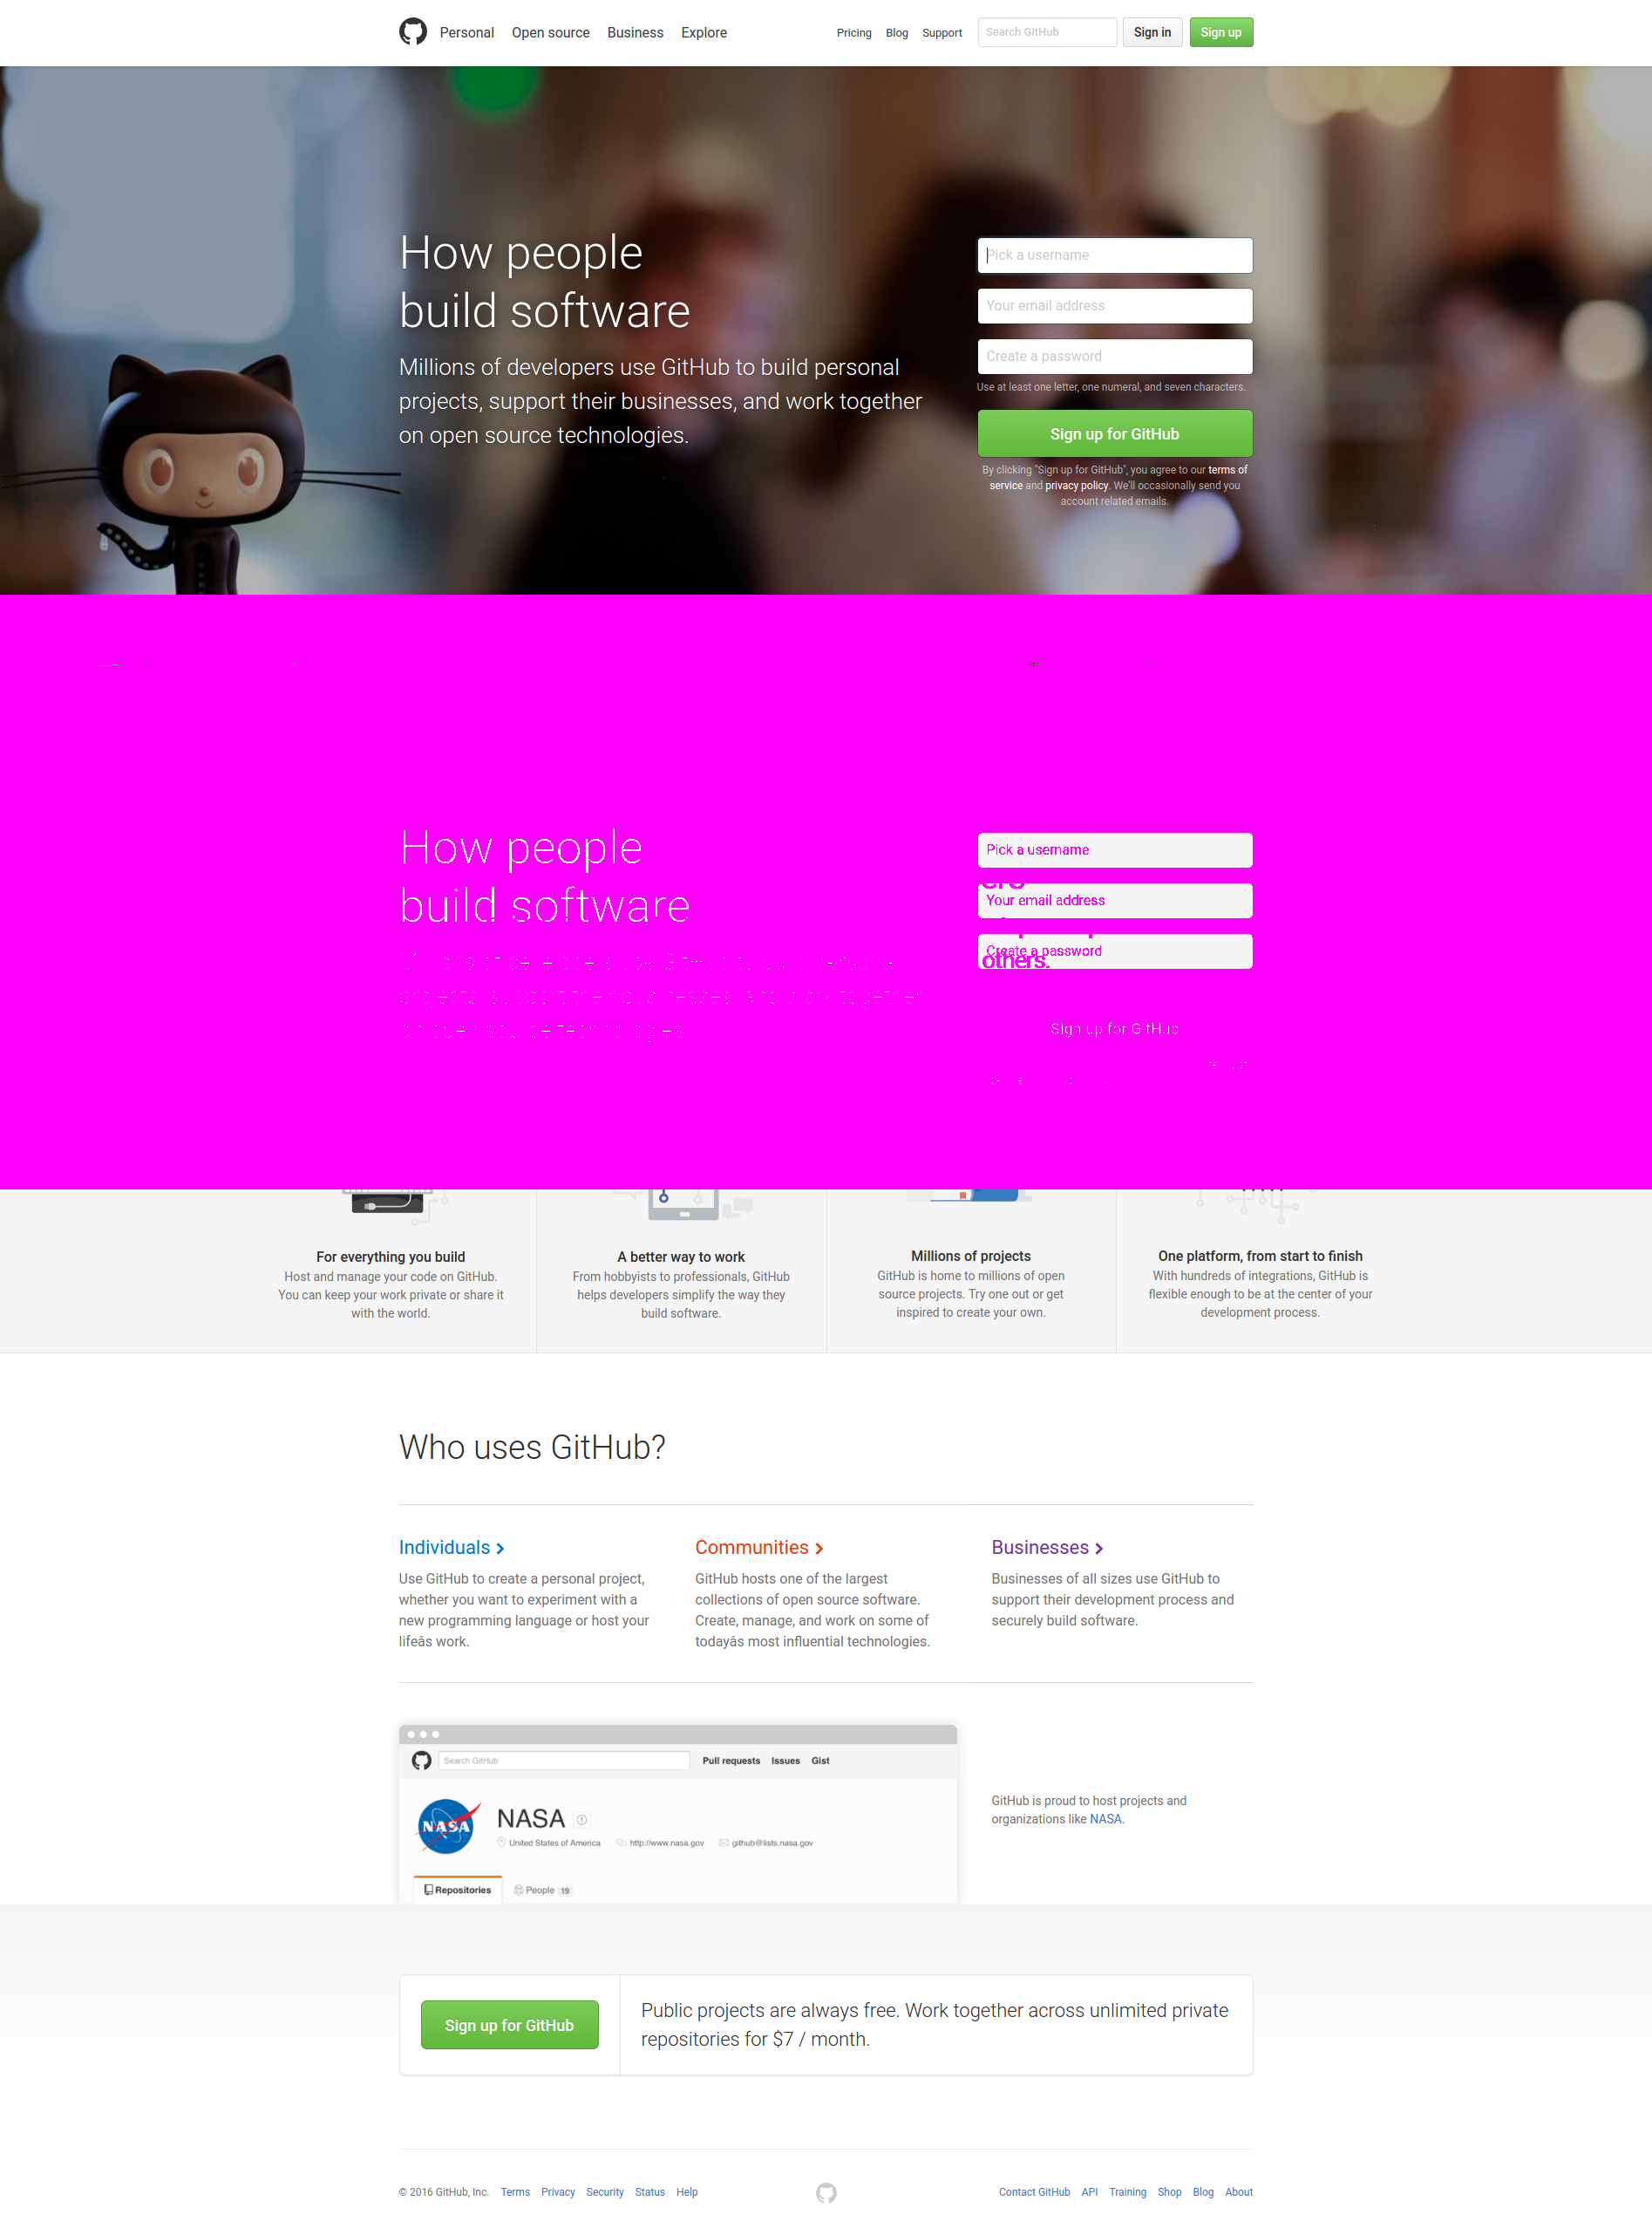 Personal Open source Business Explore Pricing Blog Support Search GitHub Sign in Sign up
How people
build software
Millions of developers use GitHub to build personal
projects, support their businesses, and work together
on open source technologies.
Pick a username
Your email address
Create a password
Use at least one letter, one numeral, and seven characters.
Sign up for GitHub
By clicking "Sign up for GitHub", you agree to our terms of
service and privacy policy. We'll occasionally send you
account related emails.
How people
build software
Pick a username
Your email address
Create a password
others.
Sign up for GitHub
For everything you build
Host and manage your code on GitHub.
You can keep your work private or share it
with the world.
A better way to work
From hobbyists to professionals, GitHub
helps developers simplify the way they
build software.
Millions of projects
GitHub is home to millions of open
source projects. Try one out or get
inspired to create your own.
One platform, from start to finish
With hundreds of integrations, GitHub is
flexible enough to be at the center of your
development process.
Who uses GitHub?
Individuals
Use GitHub to create a personal project,
whether you want to experiment with a
new programming language or host your
lifeâs work.
Communities
GitHub hosts one of the largest
collections of open source software.
Create, manage, and work on some of
todayâs most influential technologies.
Businesses
Businesses of all sizes use GitHub to
support their development process and
securely build software.
Search GitHub Pull requests Issues Gist
NASA
NASA
United States of America http://www.nasa.gov github@lists.nasa.gov
Repositories People 19
GitHub is proud to host projects and
organizations like NASA.
Sign up for GitHub
Public projects are always free. Work together across unlimited private
repositories for $7 / month.
© 2016 GitHub, Inc. Terms Privacy Security Status Help Contact GitHub API Training Shop Blog About